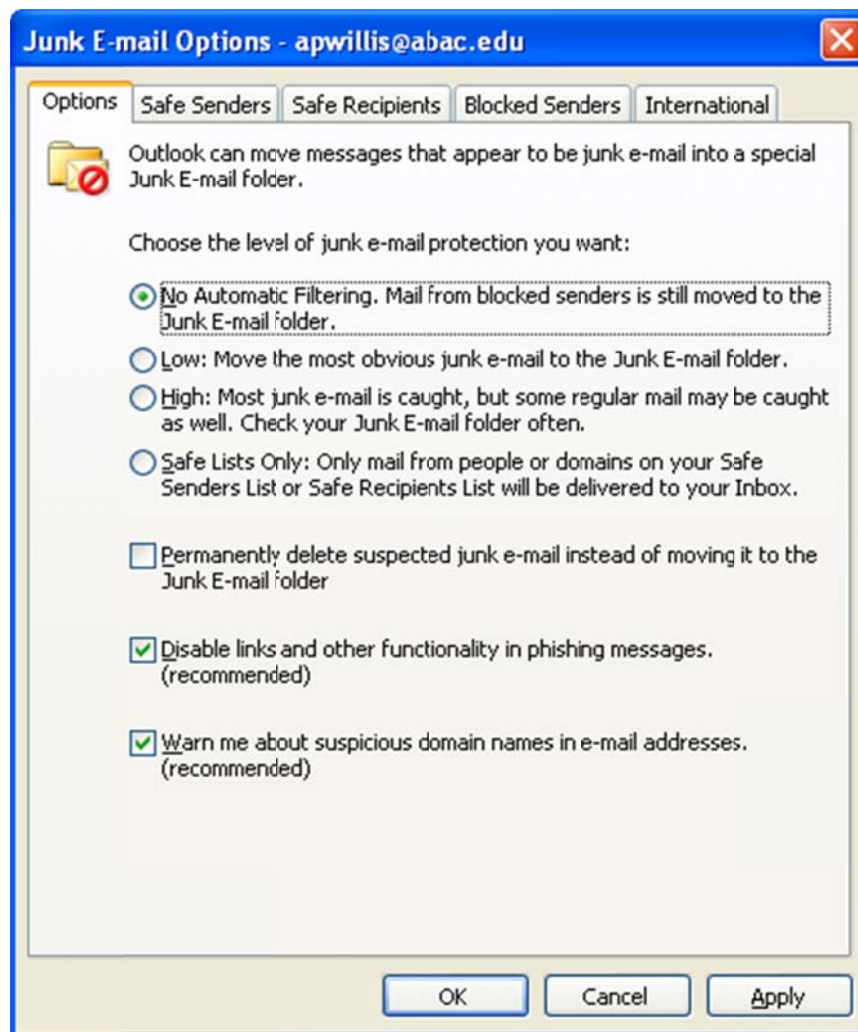 Junk E-mail Options - apwillis@abac.edu
Options
Safe Senders
Safe Recipients
Blocked Senders
International
Outlook can move messages that appear to be junk e-mail into a special
Junk E-mail folder.
Choose the level of junk e-mail protection you want:
No Automatic Filtering. Mail from blocked senders is still moved to the
Junk E-mail folder.
Low: Move the most obvious junk e-mail to the Junk E-mail folder.
High: Most junk e-mail is caught, but some regular mail may be caught
as well. Check your Junk E-mail folder often.
Safe Lists Only: Only mail from people or domains on your Safe
Senders List or Safe Recipients List will be delivered to your Inbox.
Permanently delete suspected junk e-mail instead of moving it to the
Junk E-mail folder
Disable links and other functionality in phishing messages.
(recommended)
Warn me about suspicious domain names in e-mail addresses.
(recommended)
OK
Cancel
Apply